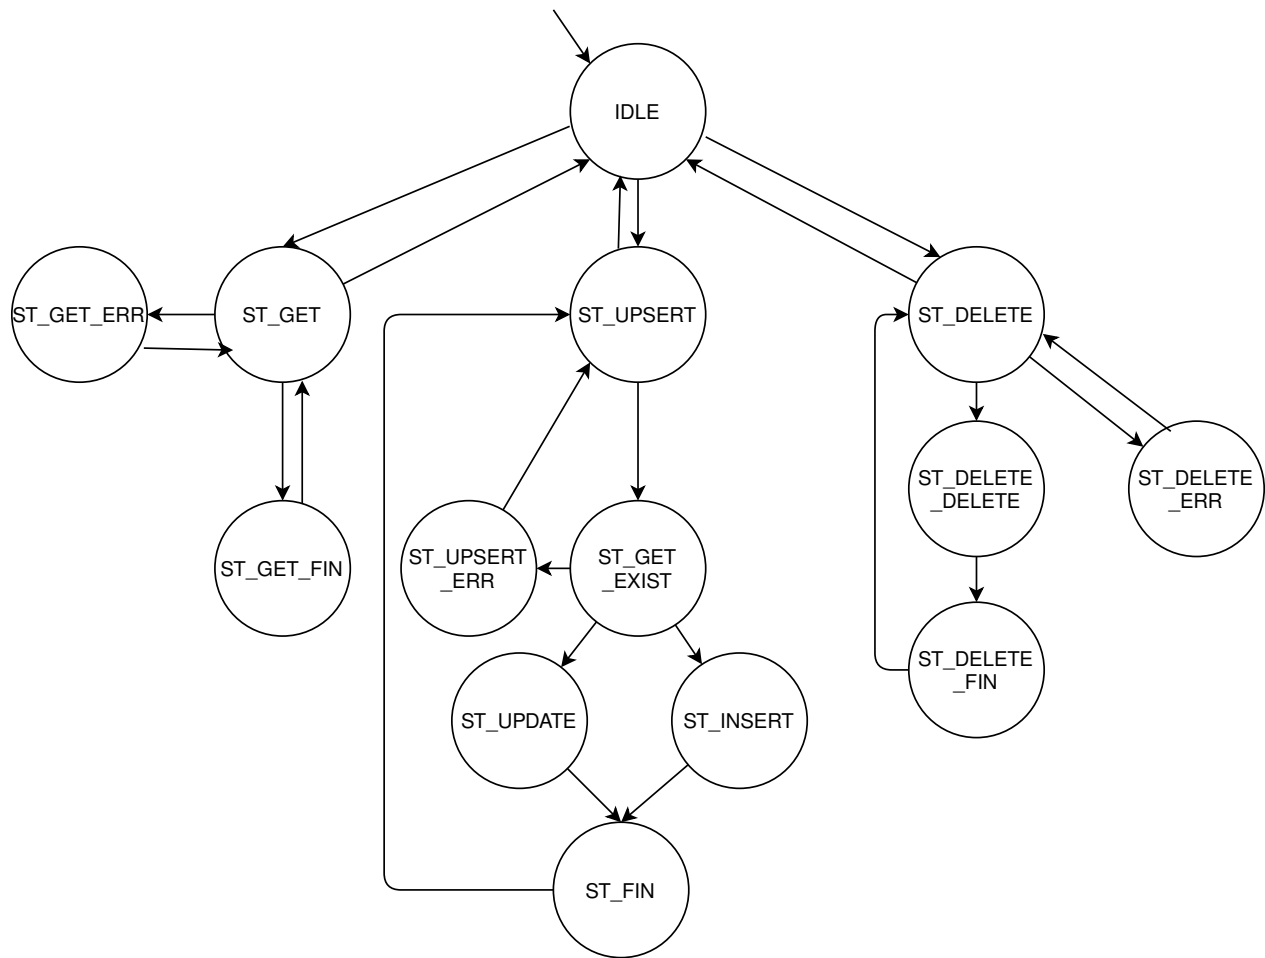 IDLE
ST_GET_ERR
ST_GET
ST_UPSERT
ST_DELETE
ST_DELETE
_DELETE
ST_DELETE
_ERR
ST_GET_FIN
ST_UPSERT
_ERR
ST_GET
_EXIST
ST_DELETE
_FIN
ST_UPDATE
ST_INSERT
ST_FIN